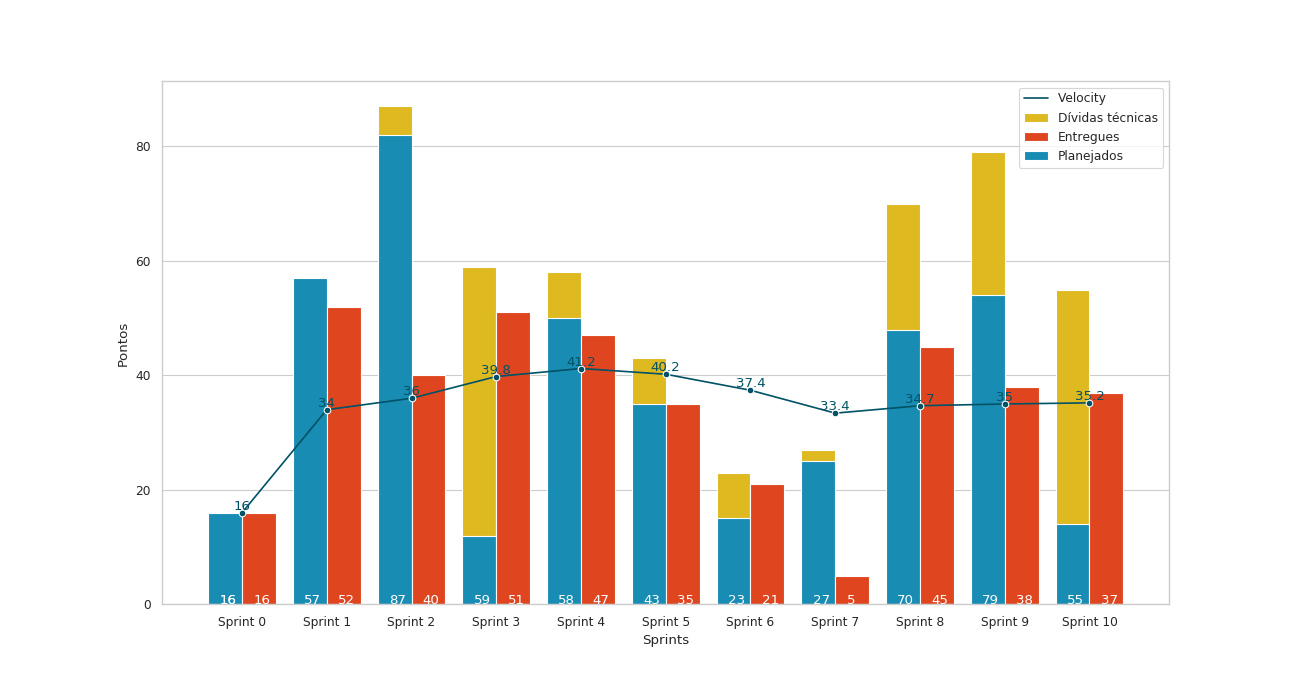 Velocity
Dívidas técnicas
Entregues
Planejados
Pontos
80
60
40
20
0
16
34
36
39.8
41.2
40.2
37.4
33.4
34.7
35
35.2
16 16 57 52 87 40 59 51 58 47 43 35 23 21 27 5 70 45 79 38 55 37
Sprint 0 Sprint 1 Sprint 2 Sprint 3 Sprint 4 Sprint 5 Sprint 6 Sprint 7 Sprint 8 Sprint 9 Sprint 10
Sprints